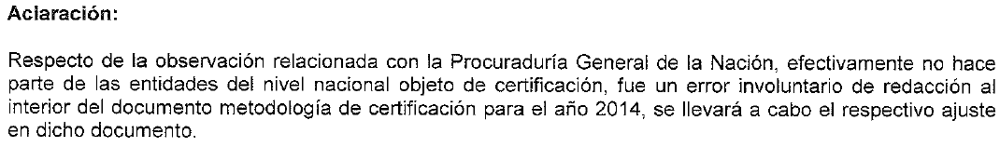 Aclaración:
Respecto de la observación relacionada con la Procuraduría General de la Nación, efectivamente no hace
parte de las entidades del nivel nacional objeto de certificación, fue un error involuntario de redacción al
interior del documento metodología de certificación para el año 2014, se llevará a cabo el respectivo ajuste
en dicho documento.